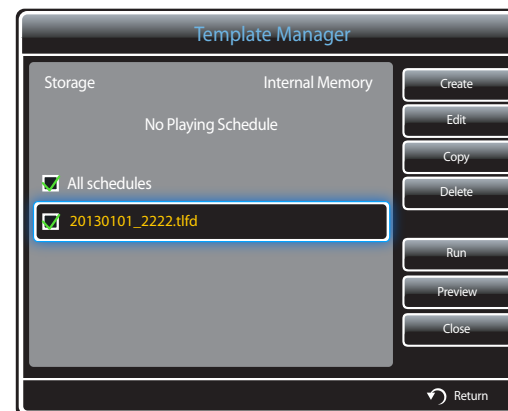 Template Manager
Storage Internal Memory
No Playing Schedule
All schedules
20130101_2222.tlfd
Create
Edit
Copy
Delete
Run
Preview
Close
Return